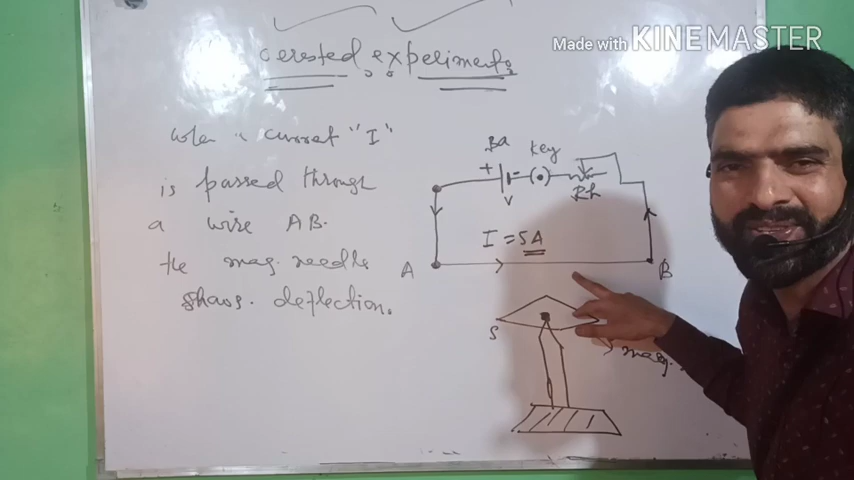 Made with KINEMASTER
oersted experiments
when a current "I"
is passed through
a wire AB.
the mag. needle
shows. deflection.
Ba
Key
+ -
V
Rh
I = 5A
A
B
S
mag.